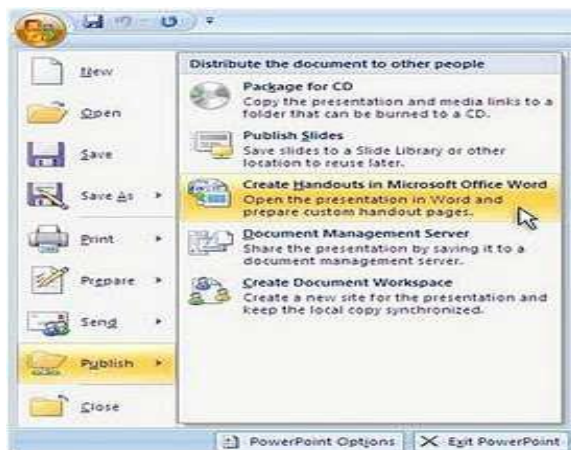 New
Open
Save
Save As
Print
Prepare
Send
Publish
Close
Distribute the document to other people
Package for CD
Copy the presentation and media links to a
folder that can be burned to a CD.
Publish Slides
Save slides to a Slide Library or other
location to reuse later.
Create Handouts in Microsoft Office Word
Open the presentation in Word and
prepare custom handout pages.
Document Management Server
Share the presentation by saving it to a
document management server.
Create Document Workspace
Create a new site for the presentation and
keep the local copy synchronized.
PowerPoint Options
Exit PowerPoint